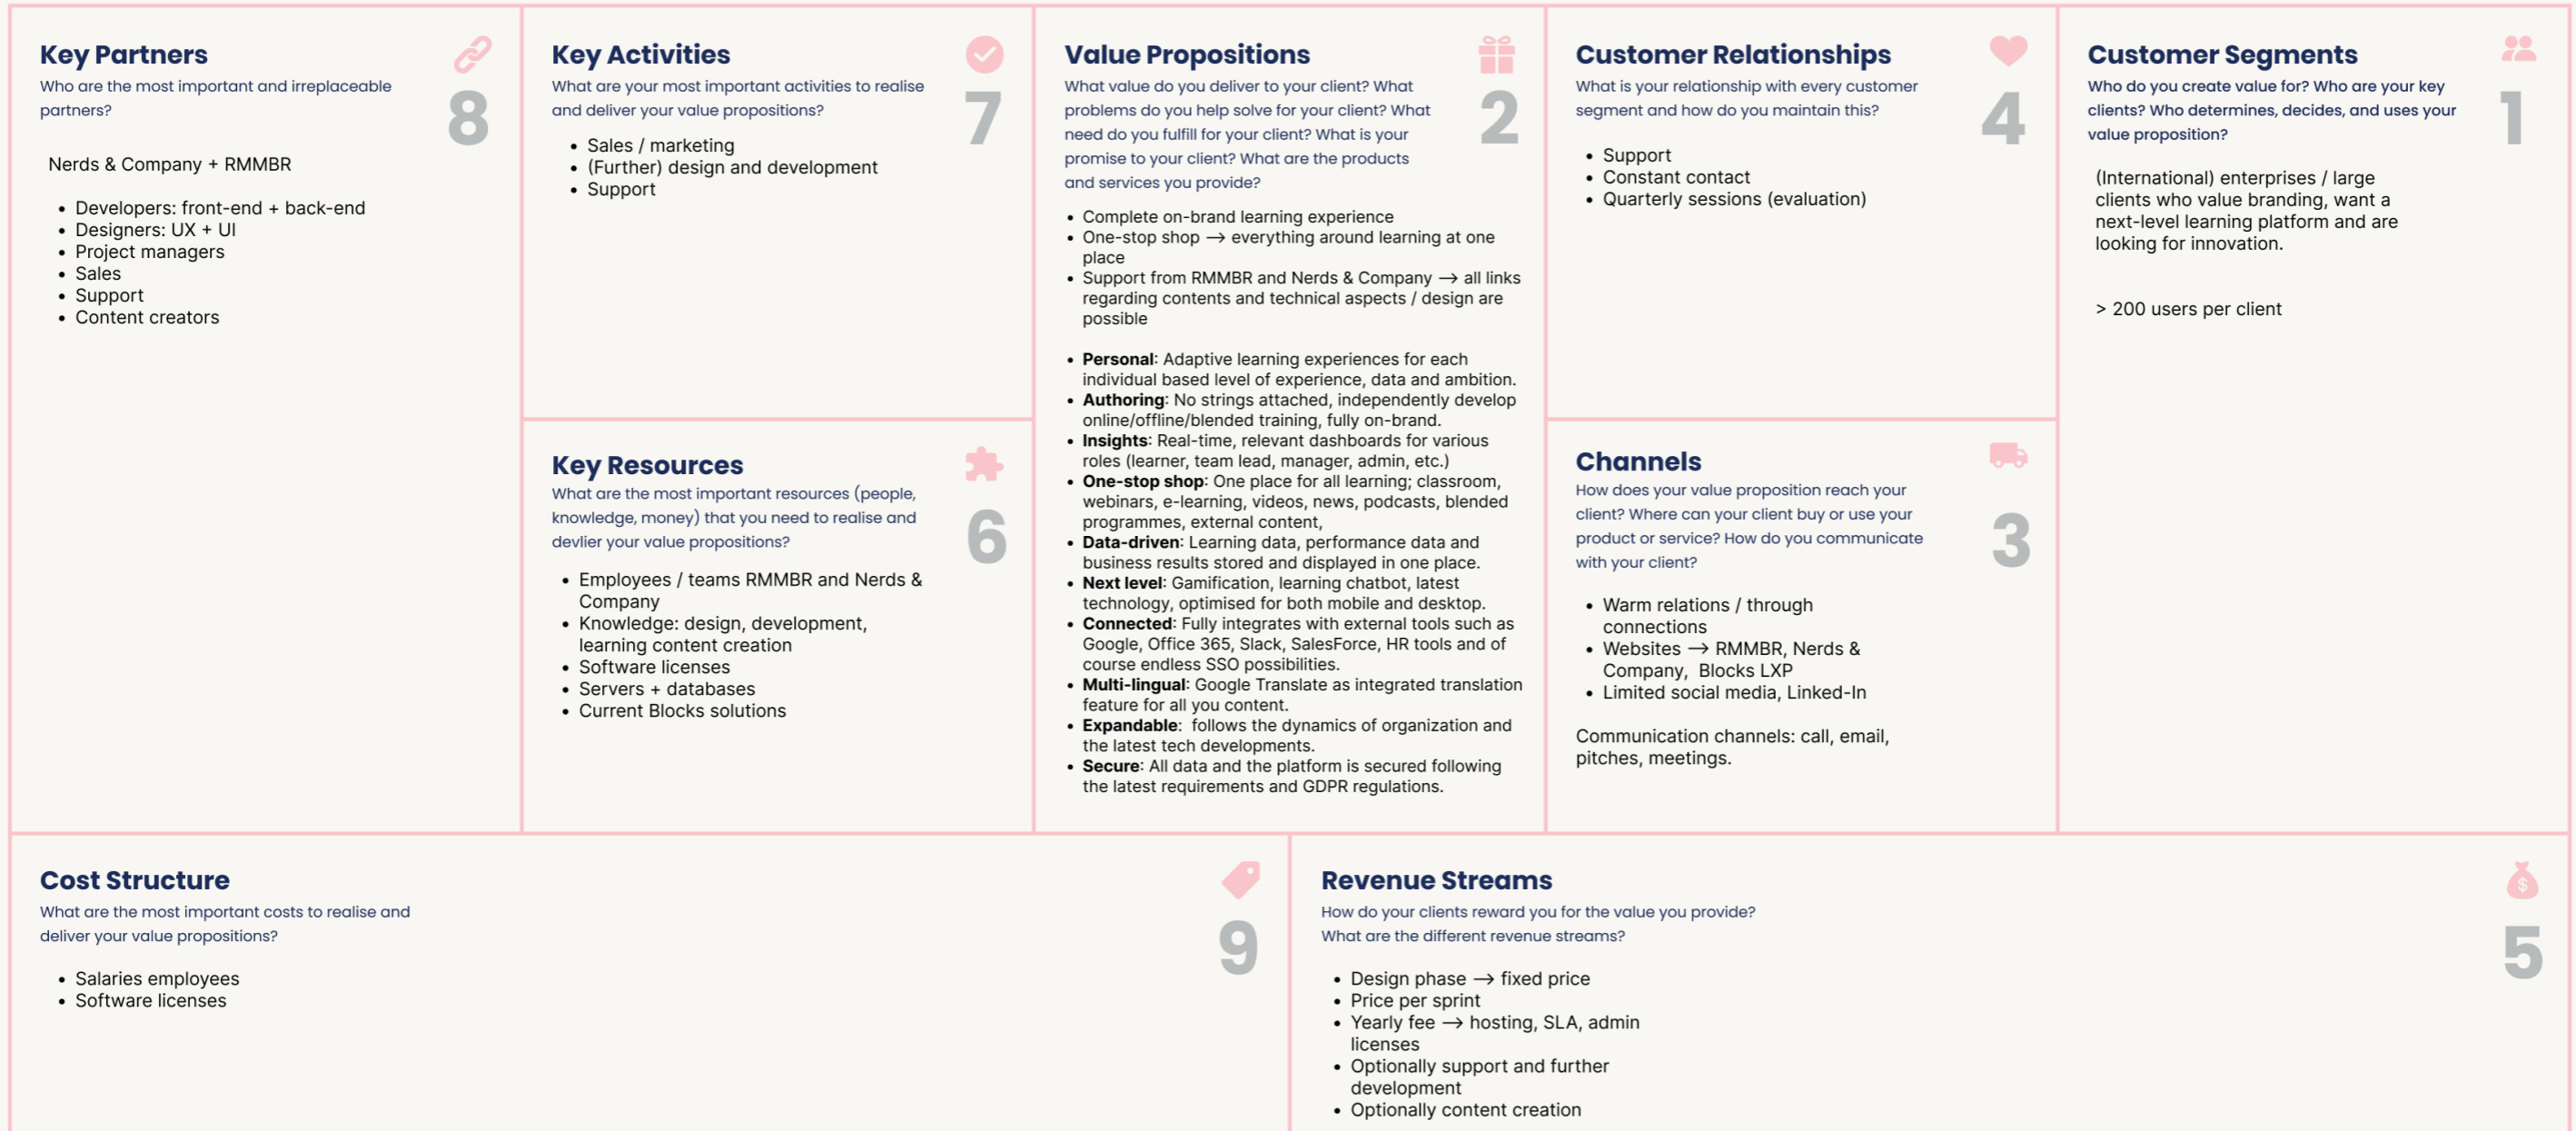 Key Partners
Who are the most important and irreplaceable
partners?
8
Nerds & Company + RMMBR
• Developers: front-end + back-end
• Designers: UX + UI
• Project managers
• Sales
• Support
• Content creators
Key Activities
What are your most important activities to realise
and deliver your value propositions?
7
• Sales / marketing
• (Further) design and development
• Support
Key Resources
What are the most important resources (people,
knowledge, money) that you need to realise and
devlier your value propositions?
6
• Employees / teams RMMBR and Nerds &
Company
• Knowledge: design, development,
learning content creation
• Software licenses
• Servers + databases
• Current Blocks solutions
Value Propositions
What value do you deliver to your client? What
problems do you help solve for your client? What
need do you fulfill for your client? What is your
promise to your client? What are the products
and services you provide?
2
• Complete on-brand learning experience
• One-stop shop → everything around learning at one
place
• Support from RMMBR and Nerds & Company → all links
regarding contents and technical aspects / design are
possible
• Personal: Adaptive learning experiences for each
individual based level of experience, data and ambition.
• Authoring: No strings attached, independently develop
online/offline/blended training, fully on-brand.
• Insights: Real-time, relevant dashboards for various
roles (learner, team lead, manager, admin, etc.)
• One-stop shop: One place for all learning; classroom,
webinars, e-learning, videos, news, podcasts, blended
programmes, external content,
• Data-driven: Learning data, performance data and
business results stored and displayed in one place.
• Next level: Gamification, learning chatbot, latest
technology, optimised for both mobile and desktop.
• Connected: Fully integrates with external tools such as
Google, Office 365, Slack, SalesForce, HR tools and of
course endless SSO possibilities.
• Multi-lingual: Google Translate as integrated translation
feature for all you content.
• Expandable: follows the dynamics of organization and
the latest tech developments.
• Secure: All data and the platform is secured following
the latest requirements and GDPR regulations.
Customer Relationships
What is your relationship with every customer
segment and how do you maintain this?
4
• Support
• Constant contact
• Quarterly sessions (evaluation)
Channels
How does your value proposition reach your
client? Where can your client buy or use your
product or service? How do you communicate
with your client?
3
• Warm relations / through
connections
• Websites → RMMBR, Nerds &
Company, Blocks LXP
• Limited social media, Linked-In
Communication channels: call, email,
pitches, meetings.
Customer Segments
Who do you create value for? Who are your key
clients? Who determines, decides, and uses your
value proposition?
1
(International) enterprises / large
clients who value branding, want a
next-level learning platform and are
looking for innovation.
> 200 users per client
Cost Structure
What are the most important costs to realise and
deliver your value propositions?
9
• Salaries employees
• Software licenses
Revenue Streams
How do your clients reward you for the value you provide?
What are the different revenue streams?
$
5
• Design phase → fixed price
• Price per sprint
• Yearly fee → hosting, SLA, admin
licenses
• Optionally support and further
development
• Optionally content creation